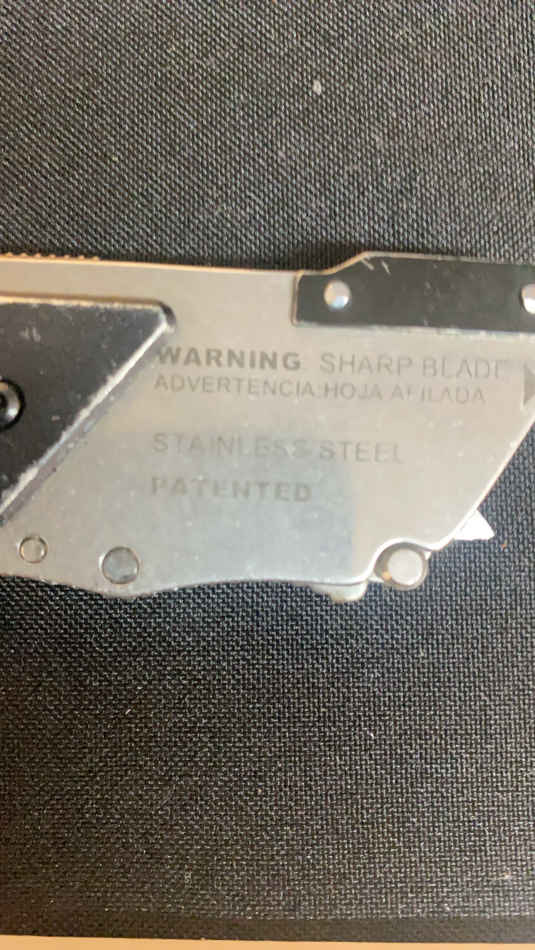 WARNING SHARP BLADE
ADVERTENCIA:HOJA AFILADA
STAINLESS STEEL
PATENTED